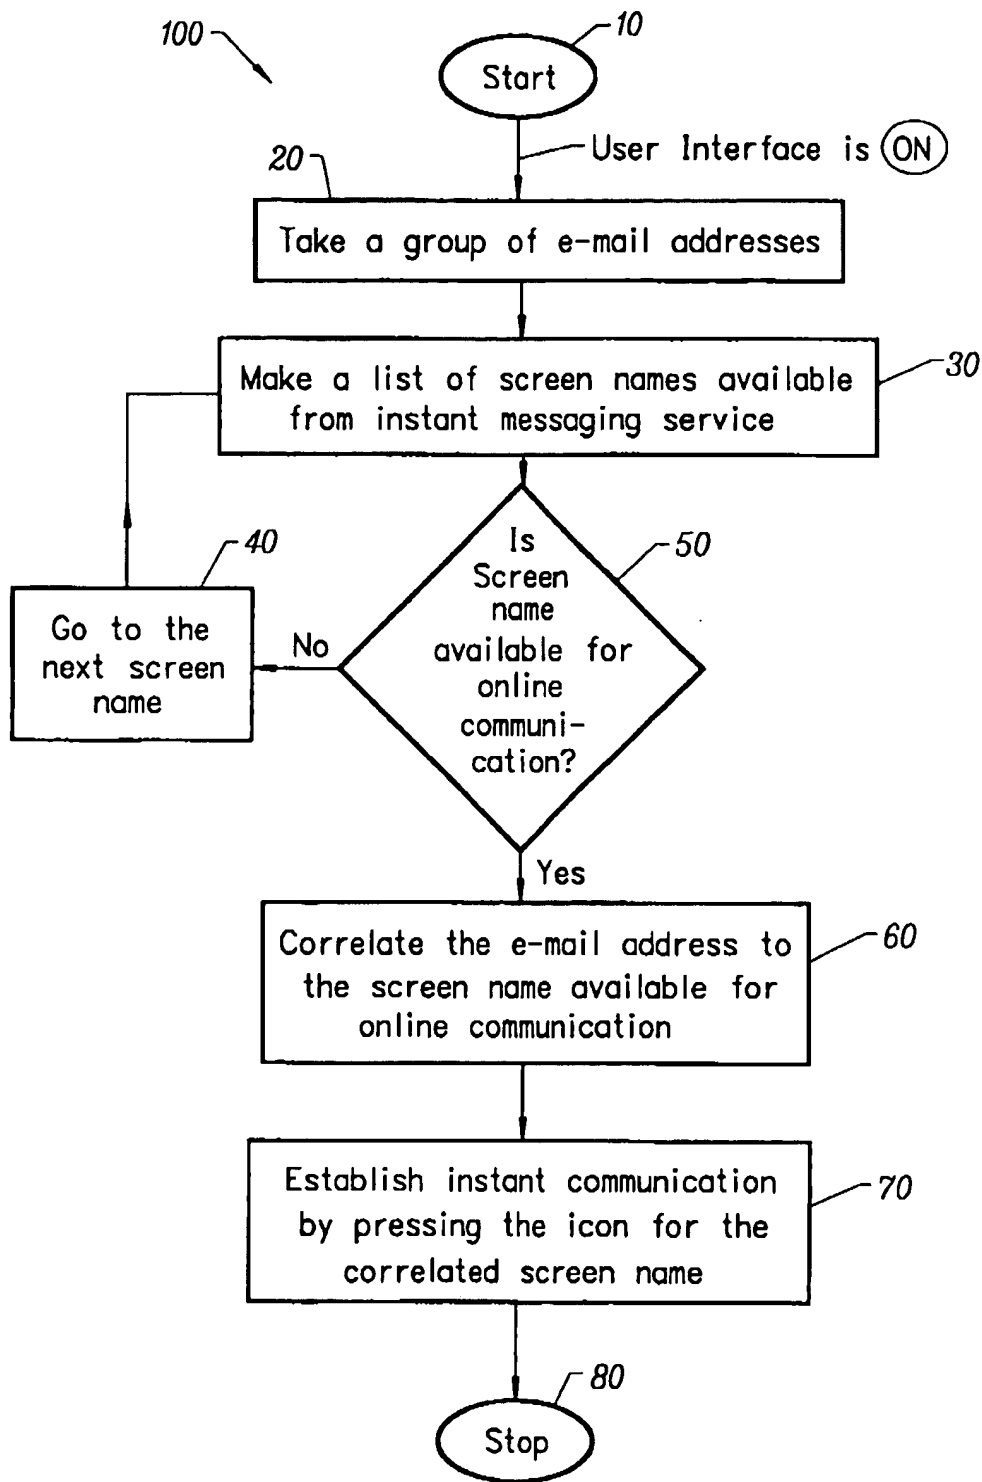 100
10
Start
User Interface is ON
20
Take a group of e-mail addresses
30
Make a list of screen names available
from instant messaging service
40
Go to the
next screen
name
No
50
Is
Screen
name
available for
online
communi-
cation?
Yes
60
Correlate the e-mail address to
the screen name available for
online communication
70
Establish instant communication
by pressing the icon for the
correlated screen name
80
Stop